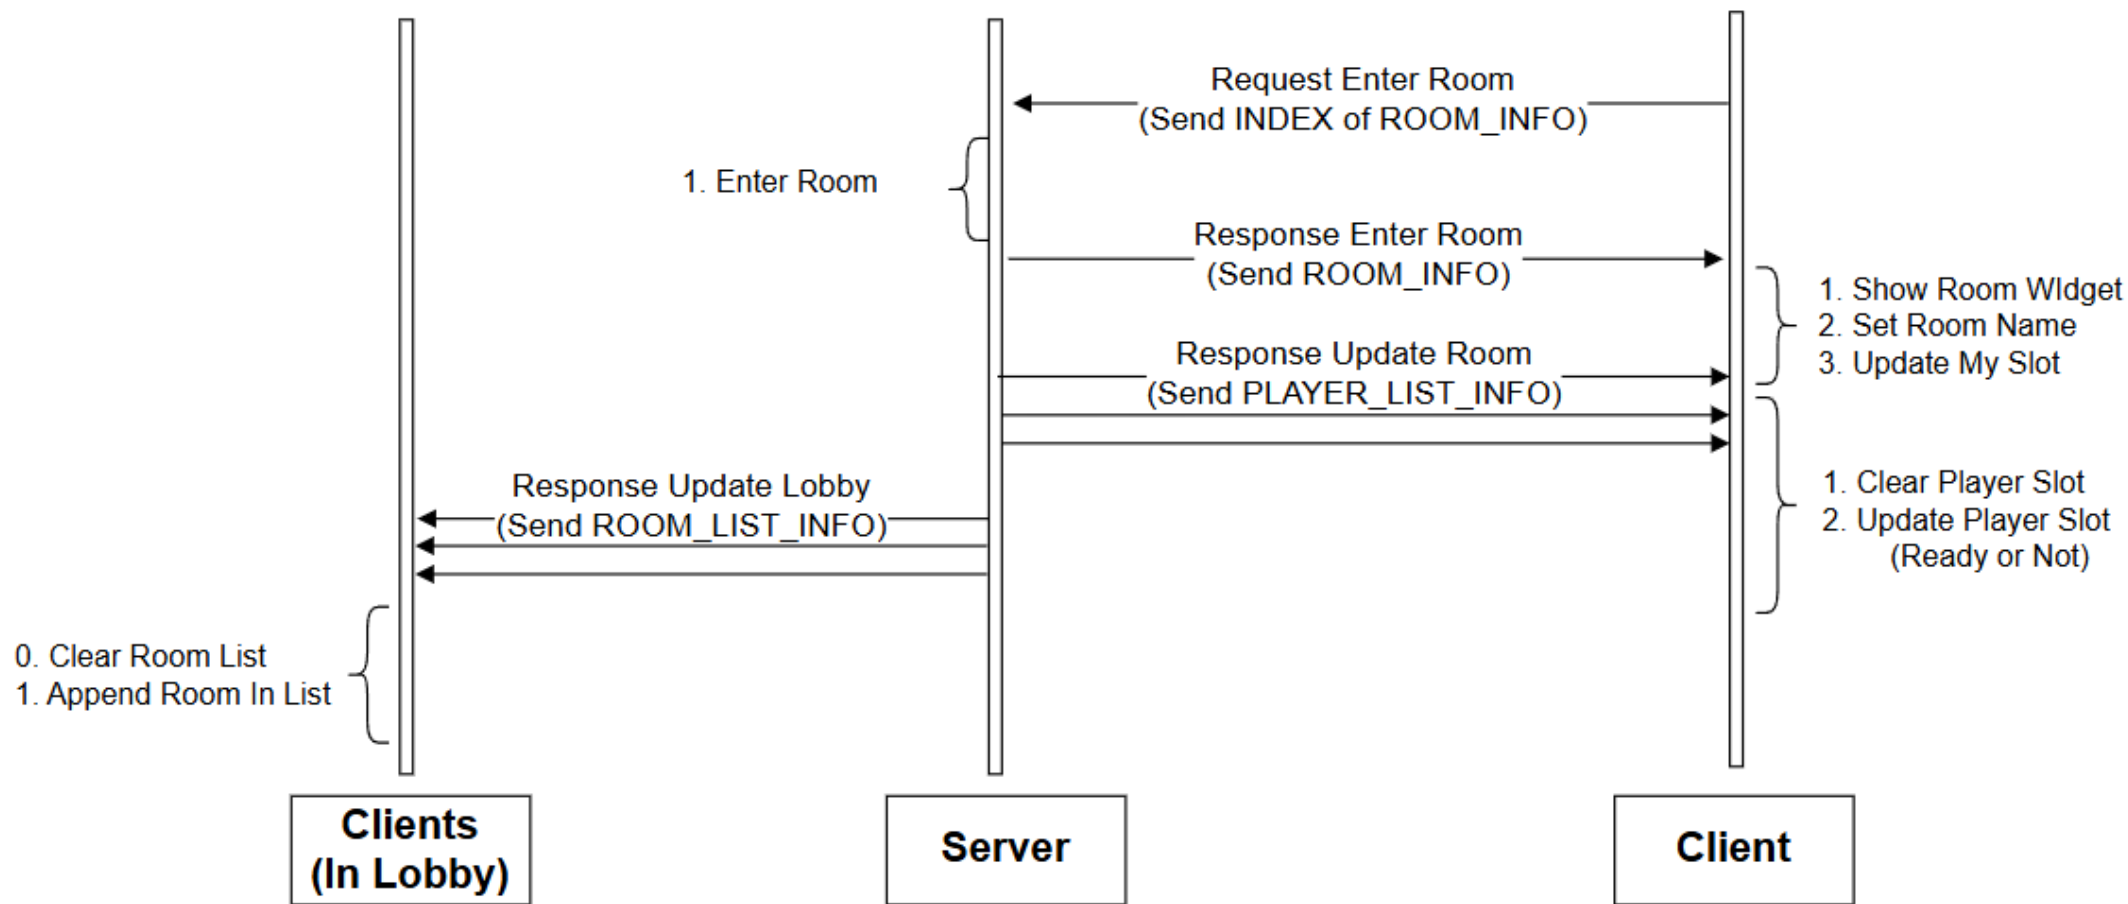 Request Enter Room
(Send INDEX of ROOM_INFO)
1. Enter Room
Response Enter Room
(Send ROOM_INFO)
1. Show Room WIdget
2. Set Room Name
3. Update My Slot
Response Update Room
(Send PLAYER_LIST_INFO)
Response Update Lobby
(Send ROOM_LIST_INFO)
1. Clear Player Slot
2. Update Player Slot
(Ready or Not)
0. Clear Room List
1. Append Room In List
Clients
(In Lobby)
Server
Client